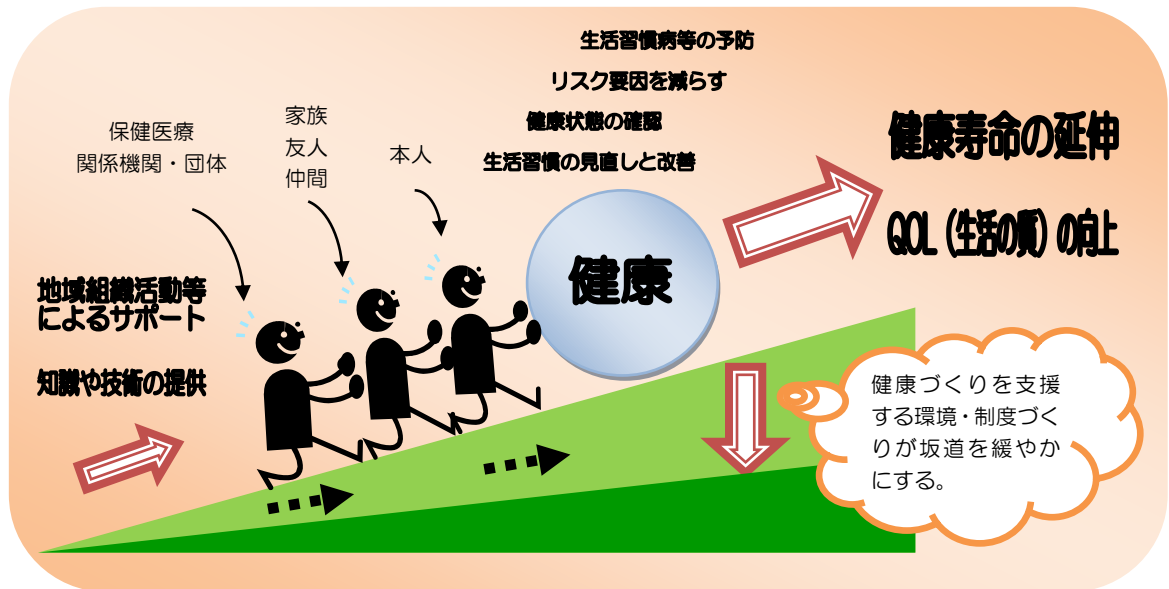 生活習慣病等の予防
リスク要因を減らす
健康状態の確認
生活習慣の見直しと改善
保健医療
関係機関・団体
家族
友人
仲間
本人
健康寿命の延伸
QOL（生活の質）の向上
健康
地域組織活動等
によるサポート
知識や技術の提供
健康づくりを支援
する環境・制度づく
りが坂道を緩やか
にする。